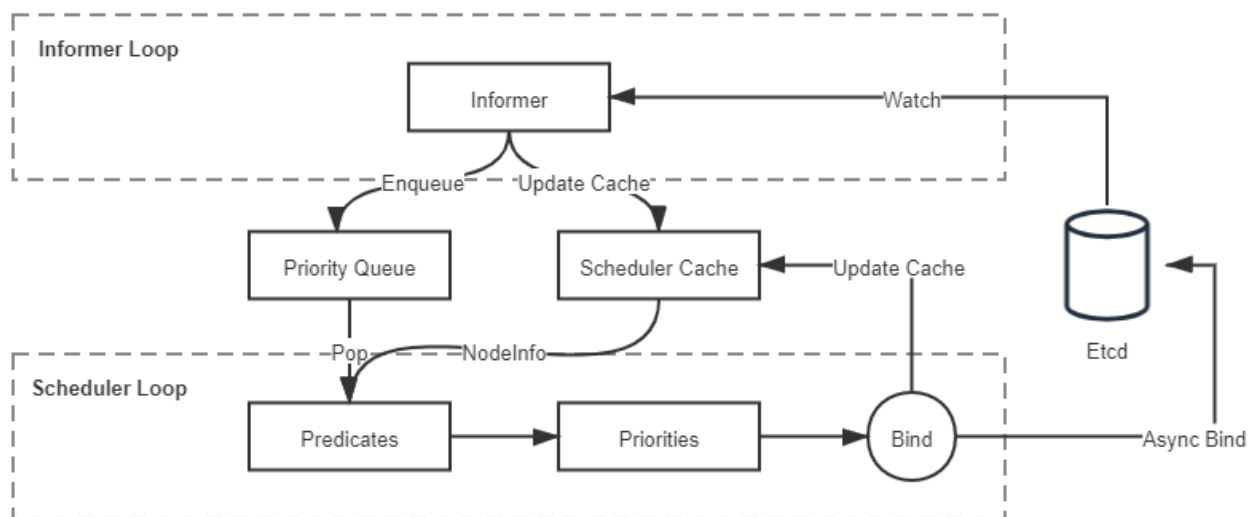 Informer Loop
Informer
Watch
Enqueue
Update Cache
Priority Queue
Scheduler Cache
Update Cache
Etcd
Pop
NodeInfo
Scheduler Loop
Predicates
Priorities
Bind
Async Bind